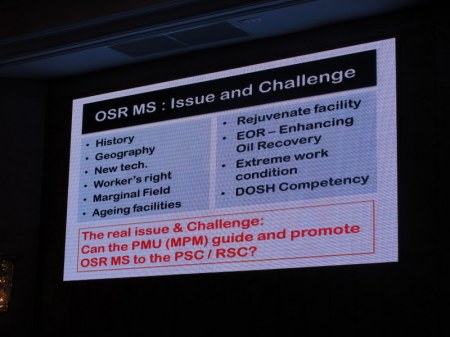 OSR MS : Issue and Challenge
• History
• Geography
• New tech.
• Worker's right
• Marginal Field
• Ageing facilities
• Rejuvenate facility
• EOR – Enhancing
Oil Recovery
• Extreme work
condition
• DOSH Competency
The real issue & Challenge:
Can the PMU (MPM) guide and promote
OSR MS to the PSC / RSC?